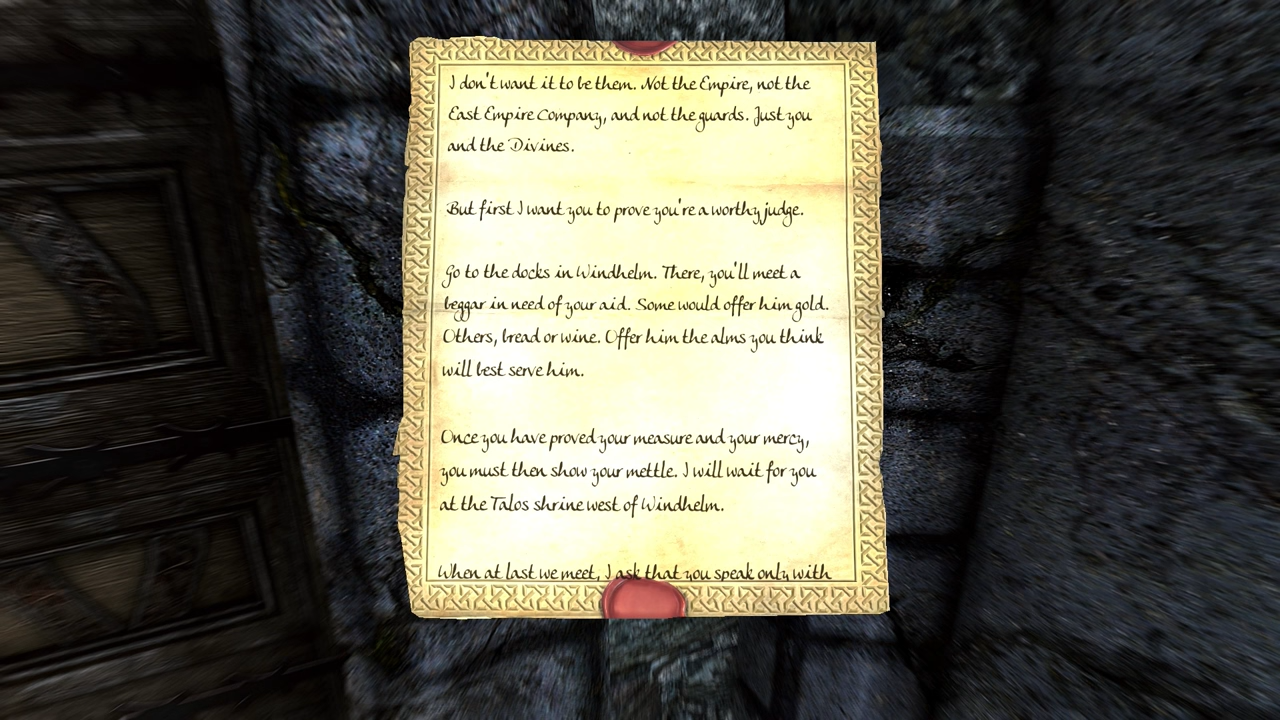 I don't want it to be them. Not the Empire, not the
East Empire Company, and not the guards. Just you
and the Divines.
But first I want you to prove you're a worthy judge.
Go to the docks in Windhelm. There, you'll meet a
beggar in need of your aid. Some would offer him gold.
Others, bread or wine. Offer him the alms you think
will best serve him.
Once you have proved your measure and your mercy,
you must then show your mettle. I will wait for you
at the Talos shrine west of Windhelm.
When at last we meet, I ask that you speak only with